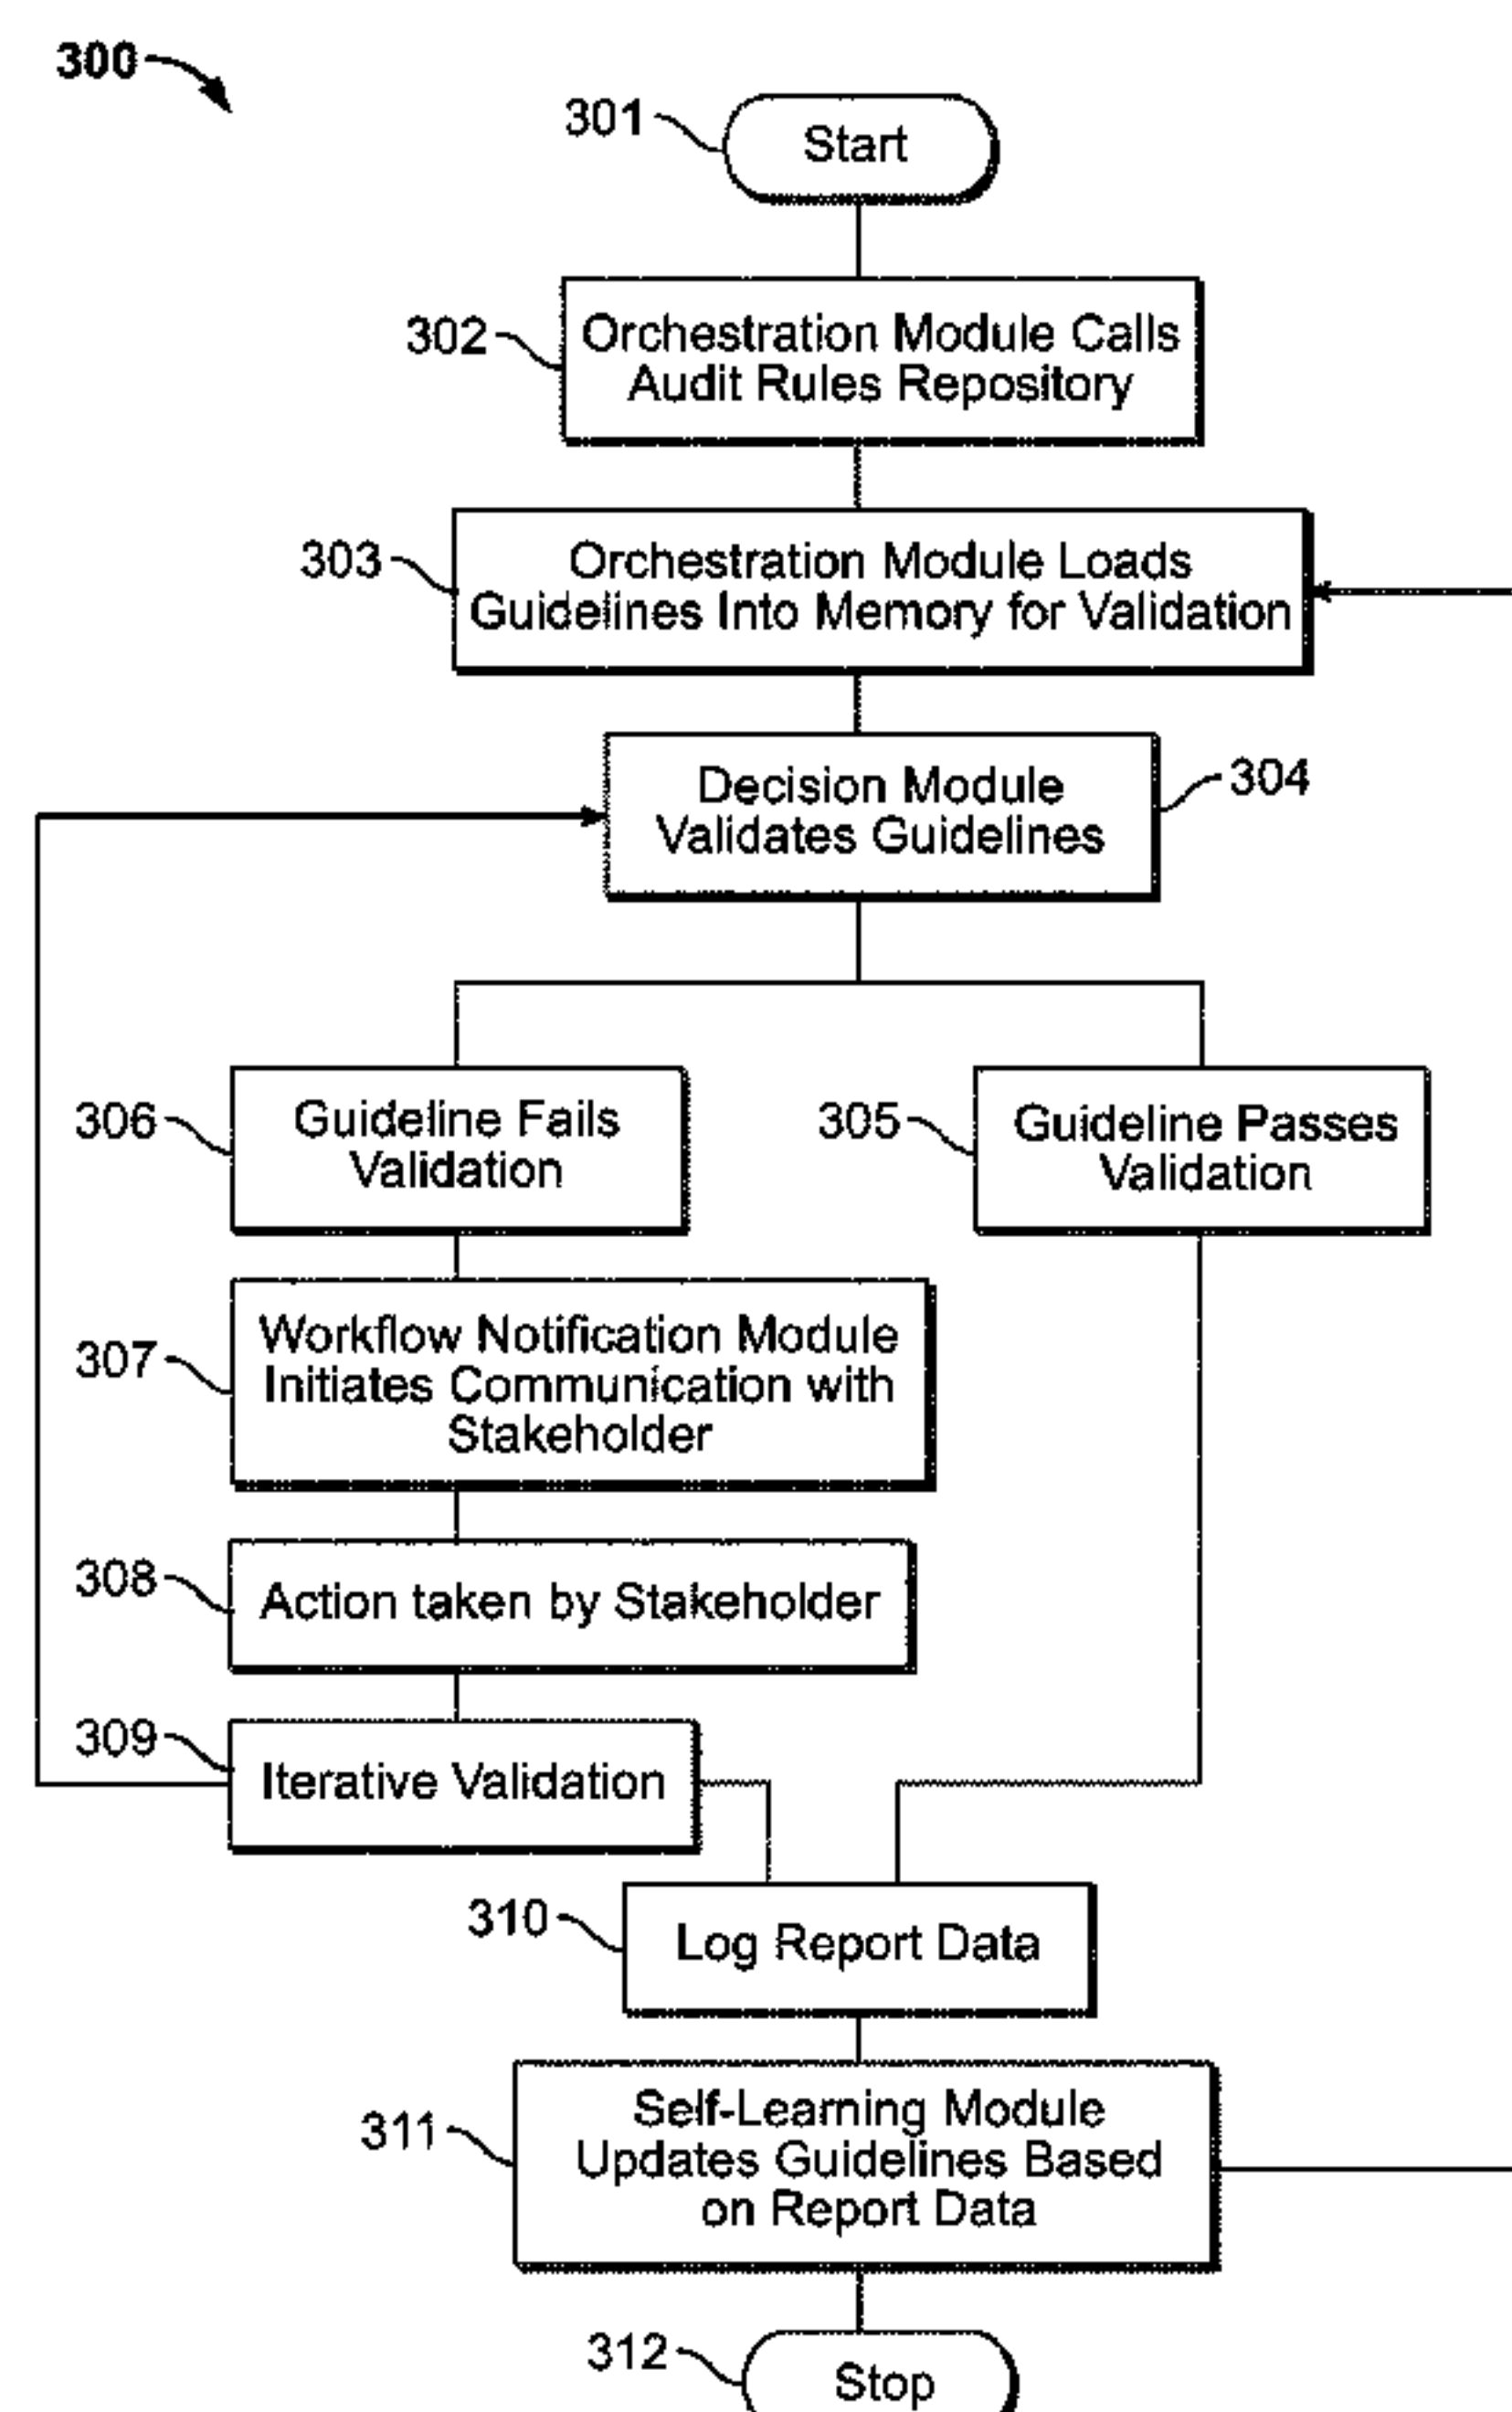 300
301
Start
302
Orchestration Module Calls
Audit Rules Repository
303
Orchestration Module Loads
Guidelines Into Memory for Validation
Decision Module
Validates Guidelines
304
306
Guideline Fails
Validation
305
Guideline Passes
Validation
307
Workflow Notification Module
Initiates Communication with
Stakeholder
308
Action taken by Stakeholder
309
Iterative Validation
310
Log Report Data
311
Self-Learning Module
Updates Guidelines Based
on Report Data
312
Stop